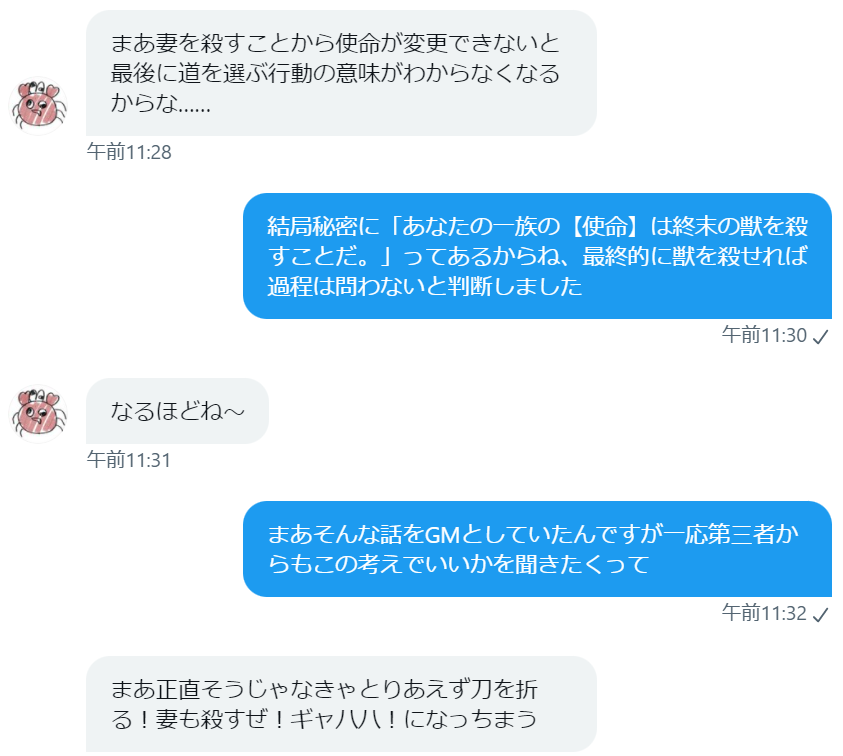 まあ妻を殺すことから使命が変更できないと
最後に道を選ぶ行動の意味がわからなくなる
からな......
午前11:28
結局秘密に「あなたの一族の【使命】は終末の獣を殺
すことだ。」ってあるからね、最終的に獣を殺せれば
過程は問わないと判断しました
午前11:30
なるほどね〜
午前11:31
まあそんな話をGMとしていたんですが一応第三者か
らもこの考えでいいかを聞きたくって
午前11:32
まあ正直そうじゃなきゃとりあえず刀を折
る！妻も殺すぜ！ギャハハ！になっちまう